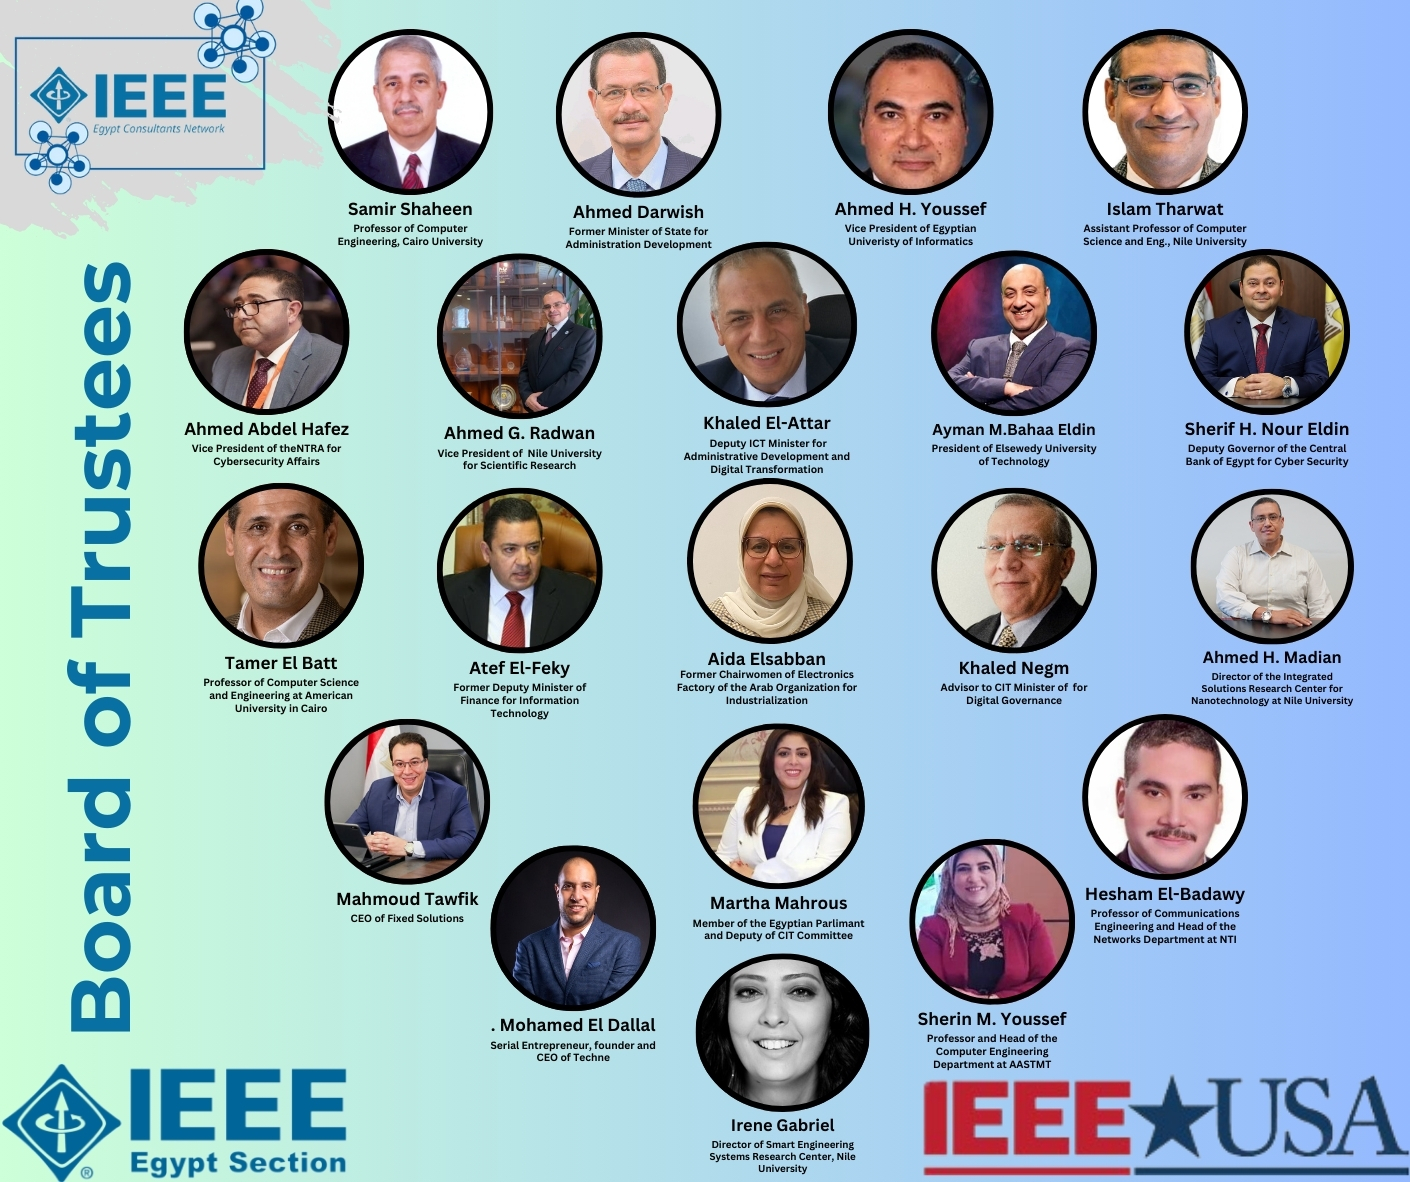 IEEE
Egypt Consultants Network
Board of Trustees
Samir Shaheen
Professor of Computer
Engineering, Cairo University
Ahmed Darwish
Former Minister of State for
Administration Development
Ahmed H. Youssef
Vice President of Egyptian
Univeristy of Informatics
Islam Tharwat
Assistant Professor of Computer
Science and Eng., Nile University
Ahmed Abdel Hafez
Vice President of theNTRA for
Cybersecurity Affairs
Ahmed G. Radwan
Vice President of Nile University
for Scientific Research
Khaled El-Attar
Deputy ICT Minister for
Administrative Development and
Digital Transformation
Ayman M.Bahaa Eldin
President of Elsewedy University
of Technology
Sherif H. Nour Eldin
Deputy Governor of the Central
Bank of Egypt for Cyber Security
Tamer El Batt
Professor of Computer Science
and Engineering at American
University in Cairo
Atef El-Feky
Former Deputy Minister of
Finance for Information
Technology
Aida Elsabban
Former Chairwomen of Electronics
Factory of the Arab Organization for
Industrialization
Khaled Negm
Advisor to CIT Minister of for
Digital Governance
Ahmed H. Madian
Director of the Integrated
Solutions Research Center for
Nanotechnology at Nile University
Mahmoud Tawfik
CEO of Fixed Solutions
. Mohamed El Dallal
Serial Entrepreneur, founder and
CEO of Techne
Martha Mahrous
Member of the Egyptian Parlimant
and Deputy of CIT Committee
Sherin M. Youssef
Professor and Head of the
Computer Engineering
Department at AASTMT
Hesham El-Badawy
Professor of Communications
Engineering and Head of the
Networks Department at NTI
Irene Gabriel
Director of Smart Engineering
Systems Research Center, Nile
University
IEEE
Egypt Section
®
IEEE USA